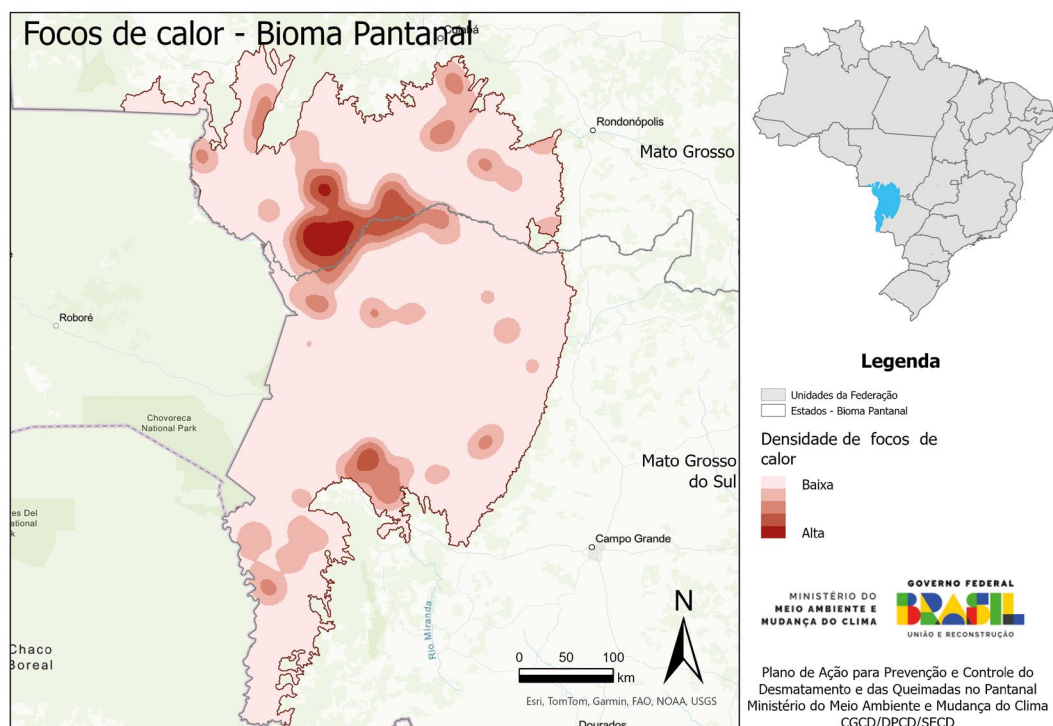 Focos de calor - Bioma Pantanal
Cuiabá
Rondonópolis
Mato Grosso
Roboré
Chovoreca
National Park
Mato Grosso
do Sul
Campo Grande
Rio Miranda
Chaco
Boreal
N
0 50 100
km
Esri, TomTom, Garmin, FAO, NOAA, USGS
Dourados
Legenda
Unidades da Federação
Estados - Bioma Pantanal
Densidade de focos de
calor
Baixa
Alta
MINISTÉRIO DO
MEIO AMBIENTE E
MUDANÇA DO CLIMA
GOVERNO FEDERAL
BRASIL
UNIÃO E RECONSTRUÇÃO
Plano de Ação para Prevenção e Controle do
Desmatamento e das Queimadas no Pantanal
Ministério do Meio Ambiente e Mudança do Clima
CGCD/DPCD/SECD